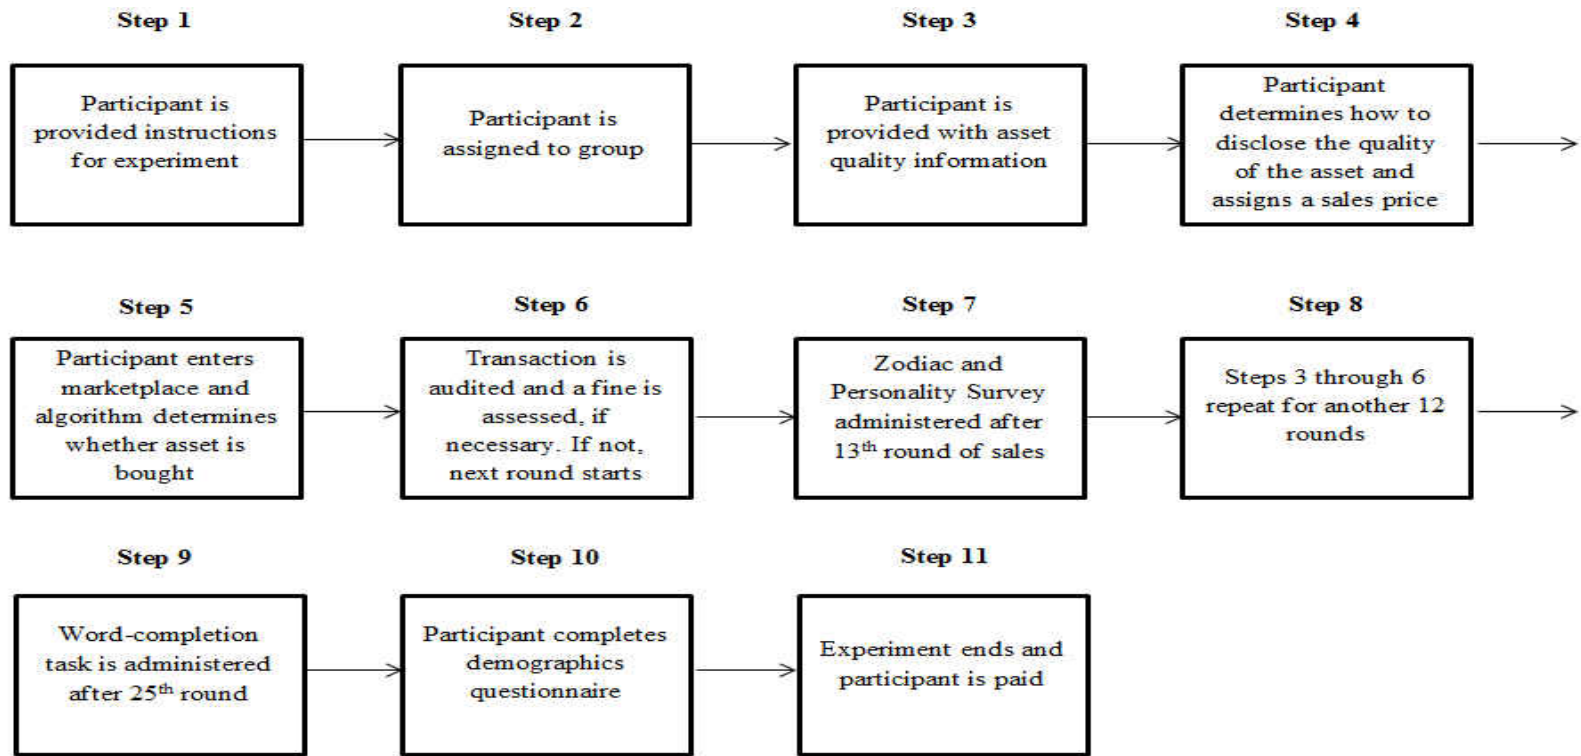 Step 1
Participant is
provided instructions
for experiment
Step 2
Participant is
assigned to group
Step 3
Participant is
provided with asset
quality information
Step 4
Participant
determines how to
disclose the quality
of the asset and
assigns a sales price
Step 5
Participant enters
marketplace and
algorithm determines
whether asset is
bought
Step 6
Transaction is
audited and a fine is
assessed, if
necessary. If not,
next round starts
Step 7
Zodiac and
Personality Survey
administered after
13th round of sales
Step 8
Steps 3 through 6
repeat for another 12
rounds
Step 9
Word-completion
task is administered
after 25th round
Step 10
Participant completes
demographics
questionnaire
Step 11
Experiment ends and
participant is paid